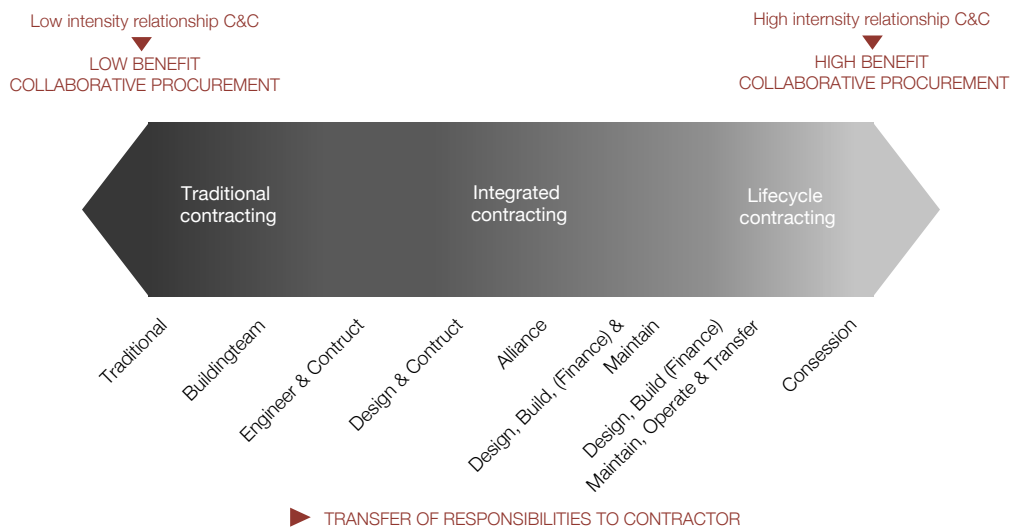 Low intensity relationship C&C
LOW BENEFIT
COLLABORATIVE PROCUREMENT
High internsity relationship C&C
HIGH BENEFIT
COLLABORATIVE PROCUREMENT
Traditional
contracting
Integrated
contracting
Lifecycle
contracting
Traditional
Buildingteam
Engineer & Contruct
Design & Contruct
Alliance
Design, Build, (Finance) &
Maintain
Design, Build (Finance)
Maintain, Operate & Transfer
Consession
TRANSFER OF RESPONSIBILITIES TO CONTRACTOR